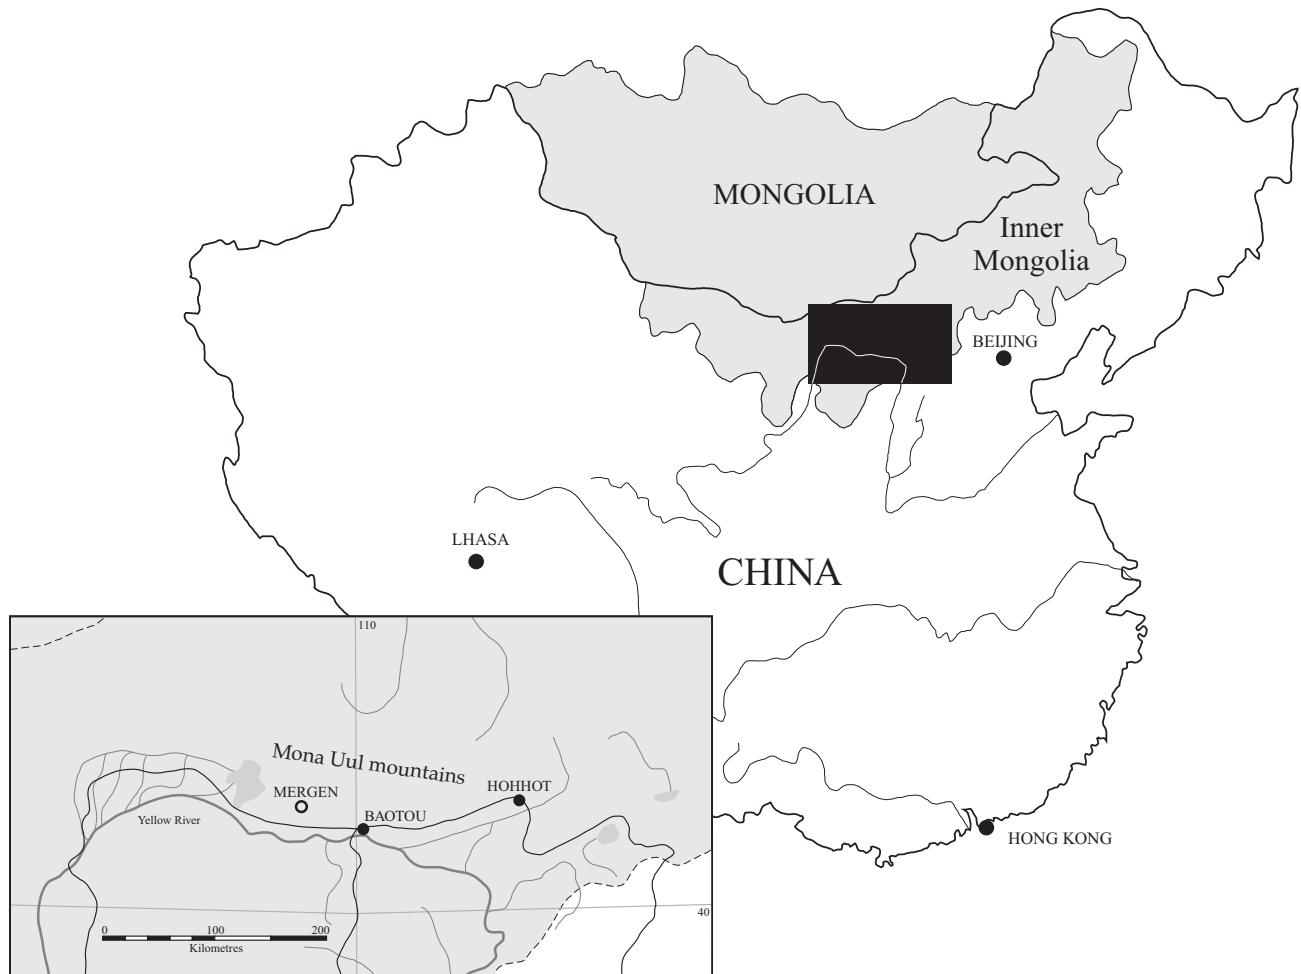 MONGOLIA
Inner
Mongolia
BEIJING
LHASA
CHINA
HONG KONG
110
Mona Uul mountains
HOHHOT
MERGEN
BAOTOU
Yellow River
40
0 100 200
Kilometres